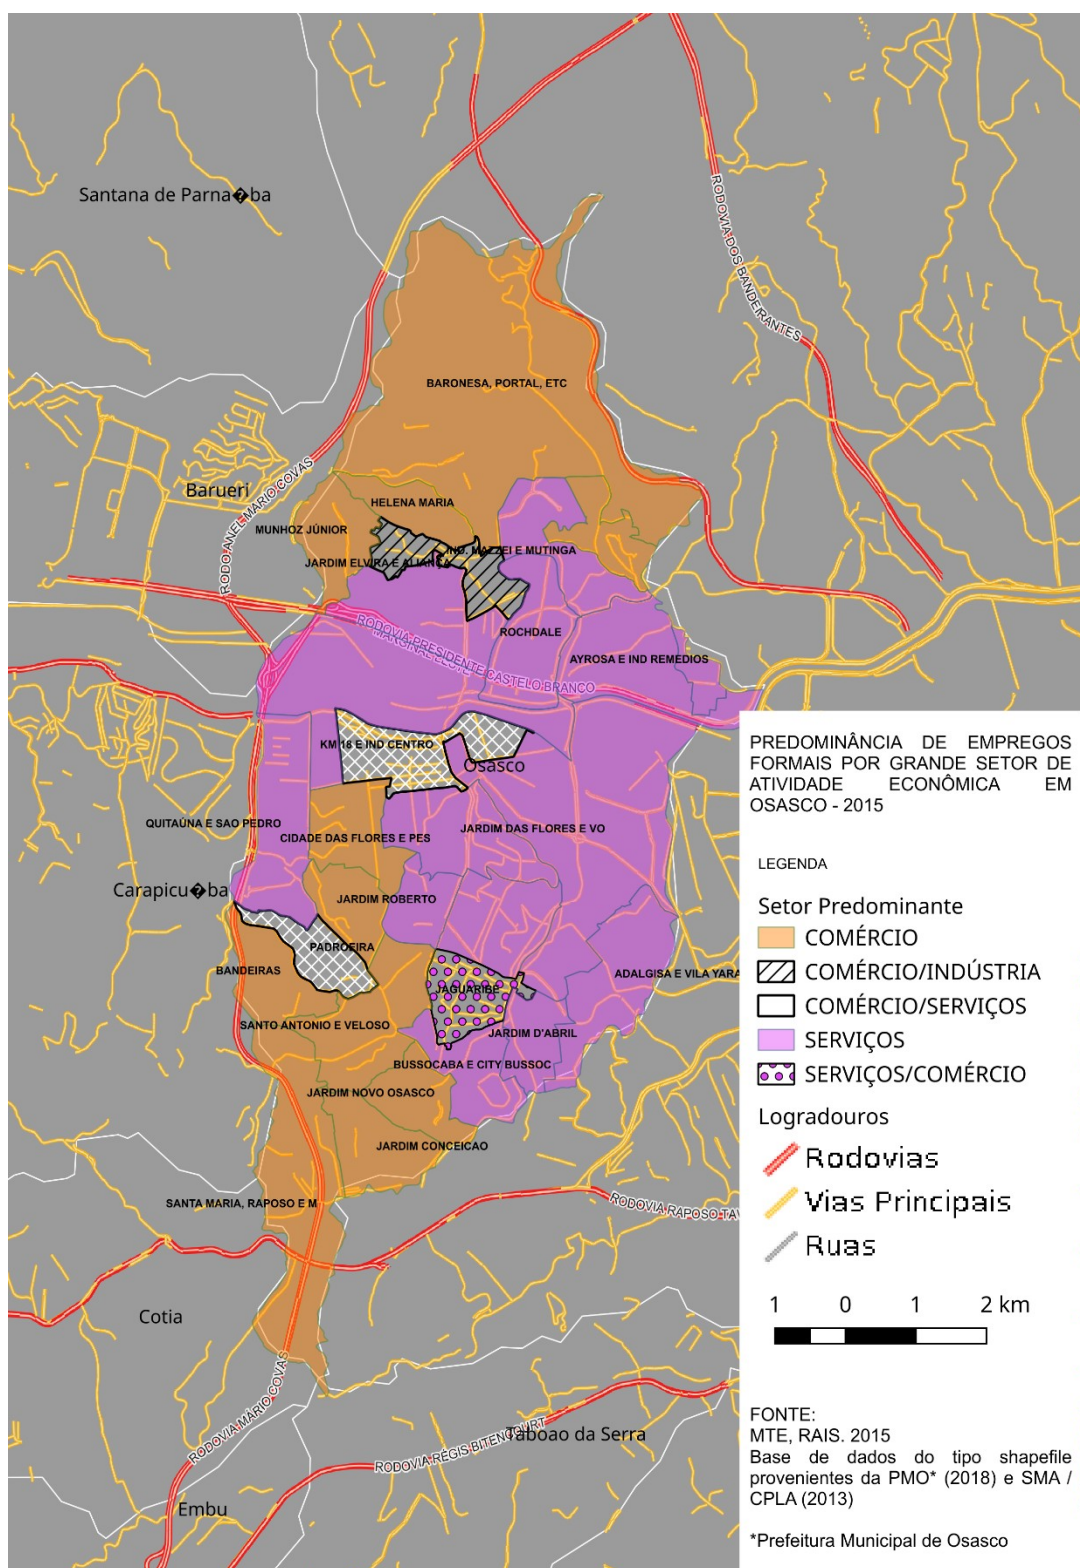 Santana de Parna�ba
RODOVIA DOS BANDEIRANTES
BARONESA, PORTAL, ETC
RODO ANEL MARIO COVAS
Barueri
HELENA MARIA
MUNHOZ JÚNIOR
IND. MAZZEI E MUTINGA
JARDIM ELVIRA E ALIANÇA
ROCHDALE
RODOVIA PRESIDENTE CASTELO BRANCO
AYROSA E IND REMEDIOS
KM 18 E IND CENTRO
Osasco
QUITAÚNA E SAO PEDRO
CIDADE DAS FLORES E PES
JARDIM DAS FLORES E VO
Carapicu�ba
JARDIM ROBERTO
PADROEIRA
BANDEIRAS
ADALGISA E VILA YARA
JAGUARIBE
SANTO ANTONIO E VELOSO
JARDIM D'ABRIL
BUSSOCABA E CITY BUSSOC
JARDIM NOVO OSASCO
JARDIM CONCEICAO
SANTA MARIA, RAPOSO E M
RODOVIA RAPOSO TAV
Cotia
RODOVIA MÁRIO COVAS
RODOVIA RÉGIS BITENCOURT
Taboao da Serra
Embu
PREDOMINÂNCIA DE EMPREGOS
FORMAIS POR GRANDE SETOR DE
ATIVIDADE ECONÔMICA EM
OSASCO - 2015
LEGENDA
Setor Predominante
COMÉRCIO
COMÉRCIO/INDÚSTRIA
COMÉRCIO/SERVIÇOS
SERVIÇOS
SERVIÇOS/COMÉRCIO
Logradouros
Rodovias
Vias Principais
Ruas
1 0 1 2 km
FONTE:
MTE, RAIS. 2015
Base de dados do tipo shapefile
provenientes da PMO* (2018) e SMA /
CPLA (2013)
*Prefeitura Municipal de Osasco